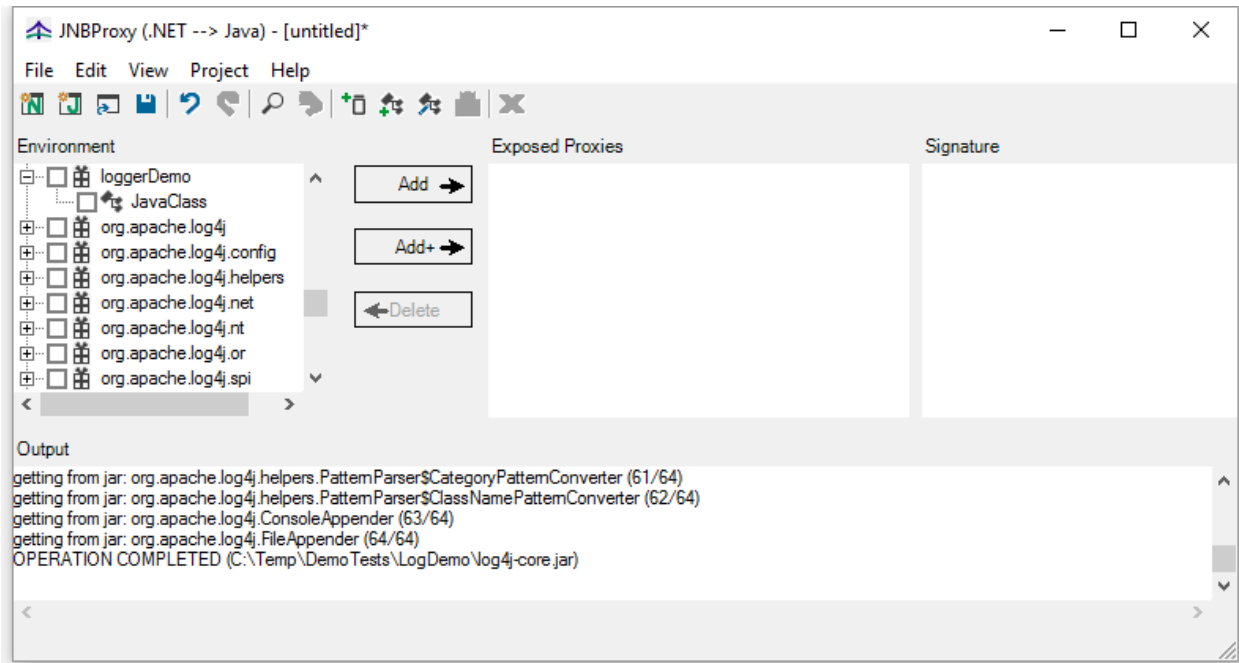 JNBProxy (.NET --> Java) - [untitled]*
File Edit View Project Help
Environment
Exposed Proxies
Signature
loggerDemo
JavaClass
org.apache.log4j
org.apache.log4j.config
org.apache.log4j.helpers
org.apache.log4j.net
org.apache.log4j.nt
org.apache.log4j.or
org.apache.log4j.spi
Add
Add+
Delete
Output
getting from jar: org.apache.log4j.helpers.PatternParser$CategoryPatternConverter (61/64)
getting from jar: org.apache.log4j.helpers.PatternParser$ClassNamePatternConverter (62/64)
getting from jar: org.apache.log4j.ConsoleAppender (63/64)
getting from jar: org.apache.log4j.FileAppender (64/64)
OPERATION COMPLETED (C:\Temp\DemoTests\LogDemo\log4j-core.jar)